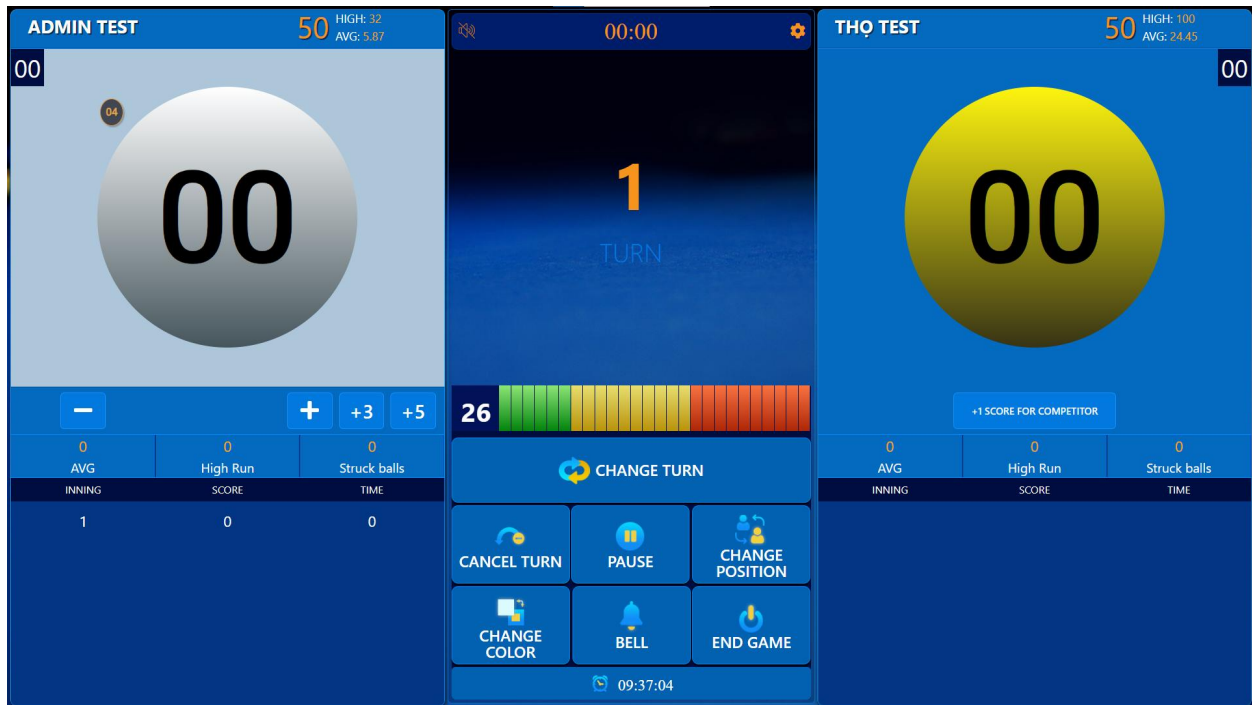 ADMIN TEST
50
HIGH: 32
AVG: 5.87
00
04
00
0
AVG
0
High Run
0
Struck balls
+3
+5
INNING
SCORE
TIME
1
0
0
00:00
1
TURN
26
CHANGE TURN
CANCEL TURN
PAUSE
CHANGE
POSITION
CHANGE
COLOR
BELL
END GAME
09:37:04
THỌ TEST
50
HIGH: 100
AVG: 24.45
00
00
+1 SCORE FOR COMPETITOR
0
AVG
0
High Run
0
Struck balls
INNING
SCORE
TIME